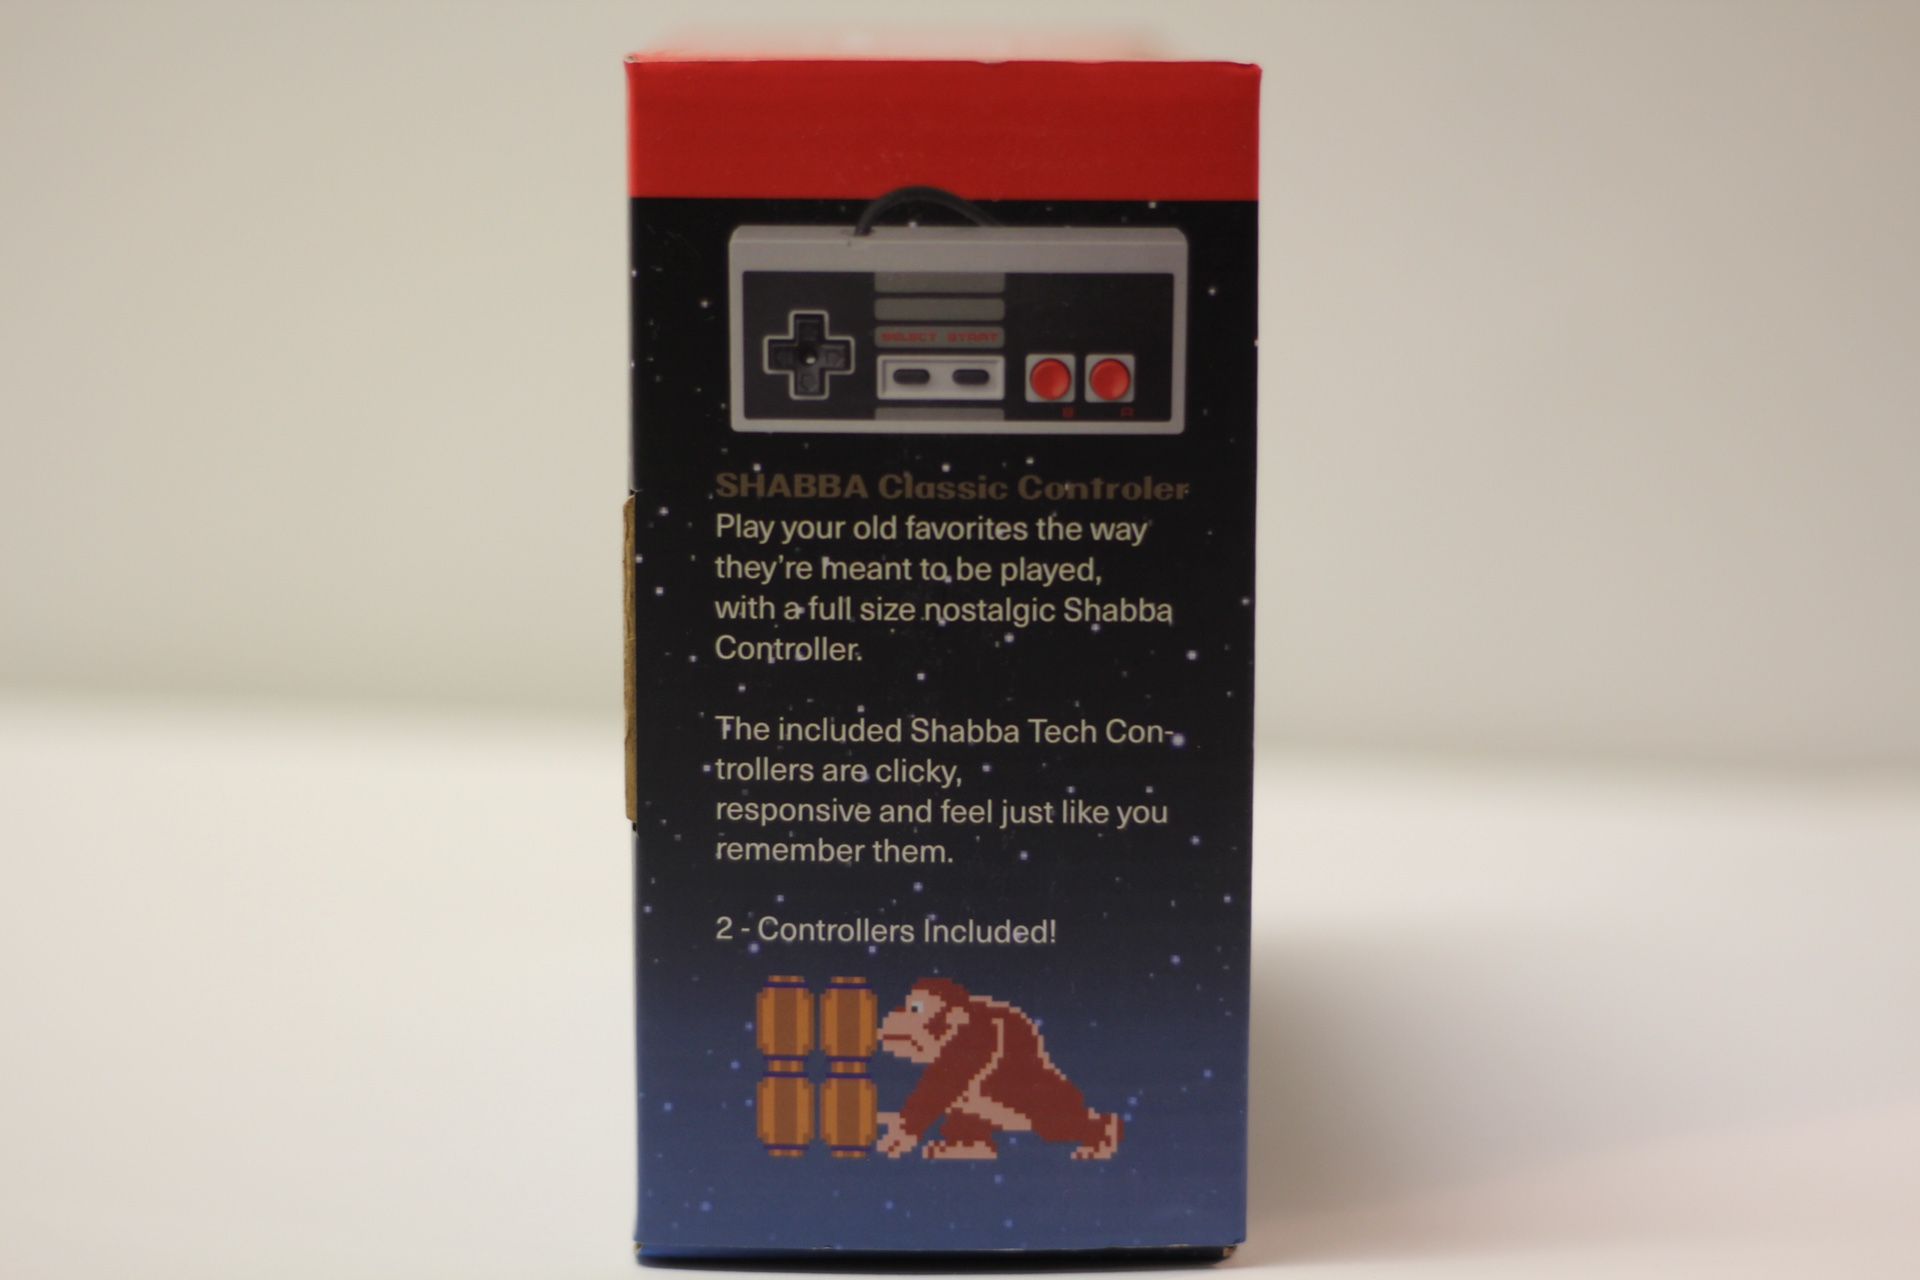 SELECT START
B A
SHABBA Classic Controler
Play your old favorites the way
they're meant to be played,
with a full size nostalgic Shabba
Controller.
The included Shabba Tech Con-
trollers are clicky,
responsive and feel just like you
remember them.
2 - Controllers Included!